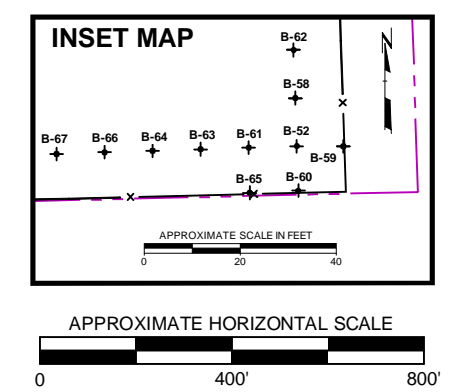 INSET MAP
N
B-62
B-58
B-67 B-66 B-64 B-63 B-61 B-52
B-59
B-65 B-60
APPROXIMATE SCALE IN FEET
0 20 40
APPROXIMATE HORIZONTAL SCALE
0 400' 800'